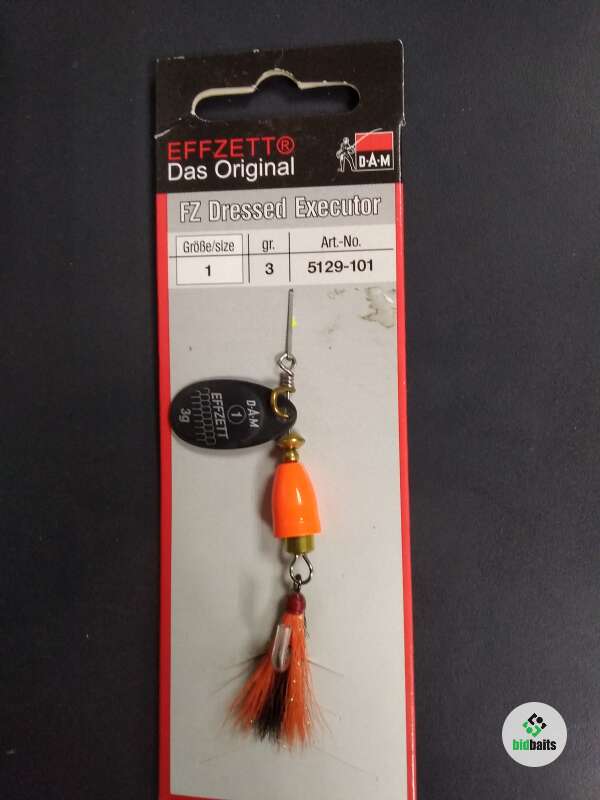 EFFZETT®
Das Original
D·A·M
FZ Dressed Executor
Größe/size gr. Art.-No.
1 3 5129-101
D·A·M
1
EFFZETT
3g
bidbaits